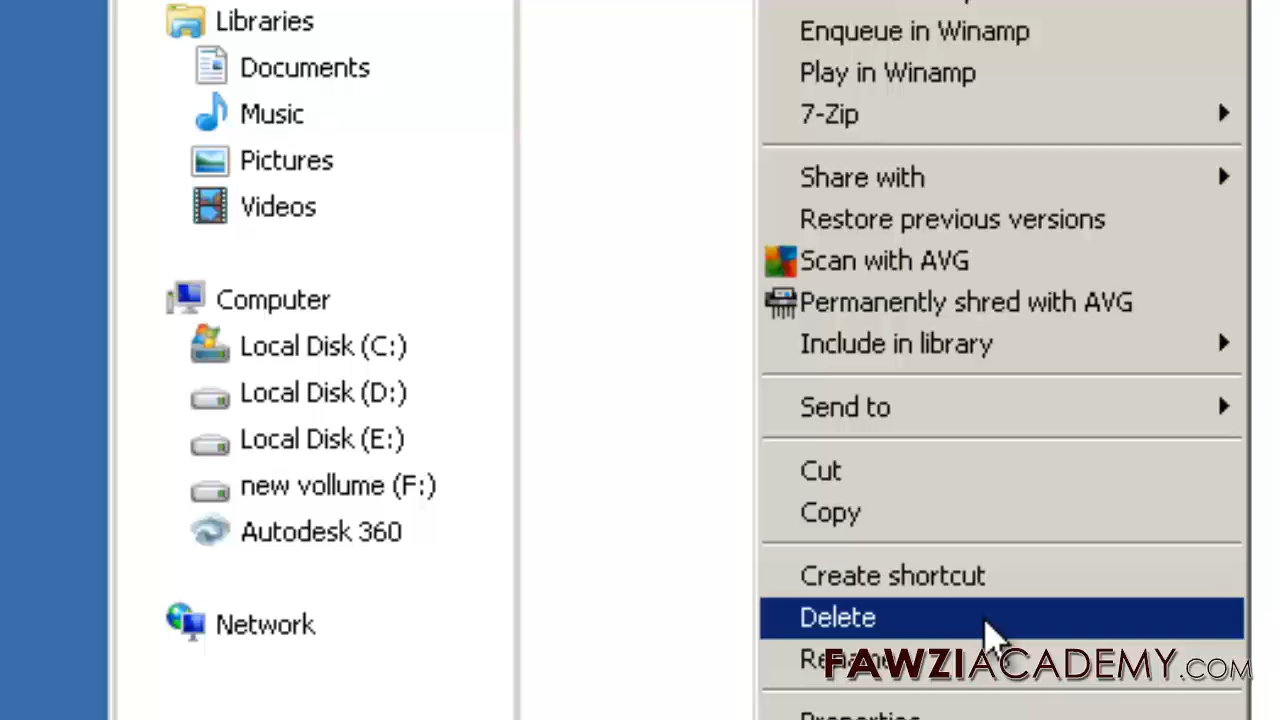 Libraries
Documents
Music
Pictures
Videos
Computer
Local Disk (C:)
Local Disk (D:)
Local Disk (E:)
new vollume (F:)
Autodesk 360
Network
Enqueue in Winamp
Play in Winamp
7-Zip
Share with
Restore previous versions
Scan with AVG
Permanently shred with AVG
Include in library
Send to
Cut
Copy
Create shortcut
Delete
Rename
FAWZIACADEMY.COM
Properties